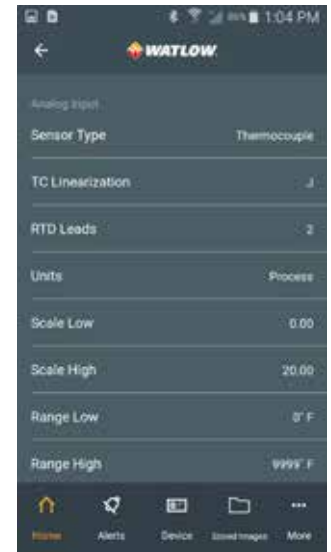 1:04 PM
WATLOW
Analog Input
Sensor Type Thermocouple
TC Linearization J
RTD Leads 2
Units Process
Scale Low 0.00
Scale High 20.00
Range Low 0° F
Range High 9999° F
Home Alerts Device Stored Images More